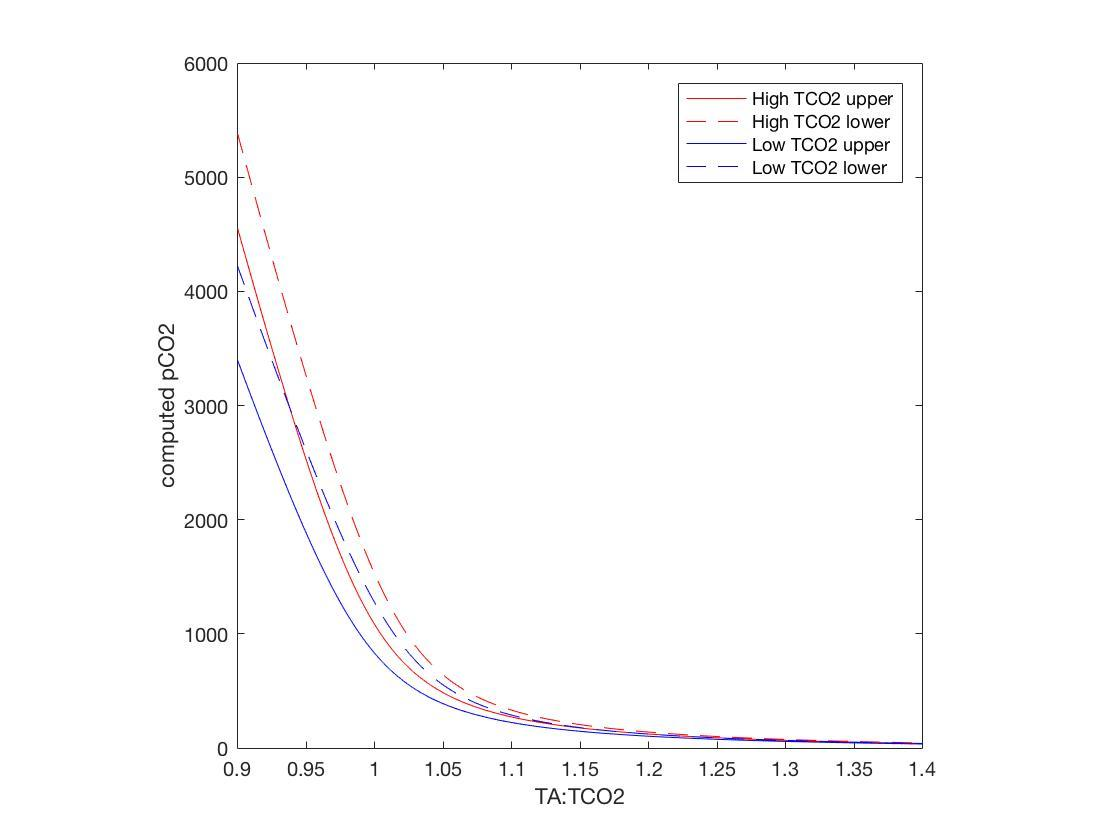 6000
5000
4000
3000
2000
1000
0
computed pCO2
High TCO2 upper
High TCO2 lower
Low TCO2 upper
Low TCO2 lower
0.9 0.95 1 1.05 1.1 1.15 1.2 1.25 1.3 1.35 1.4
TA:TCO2